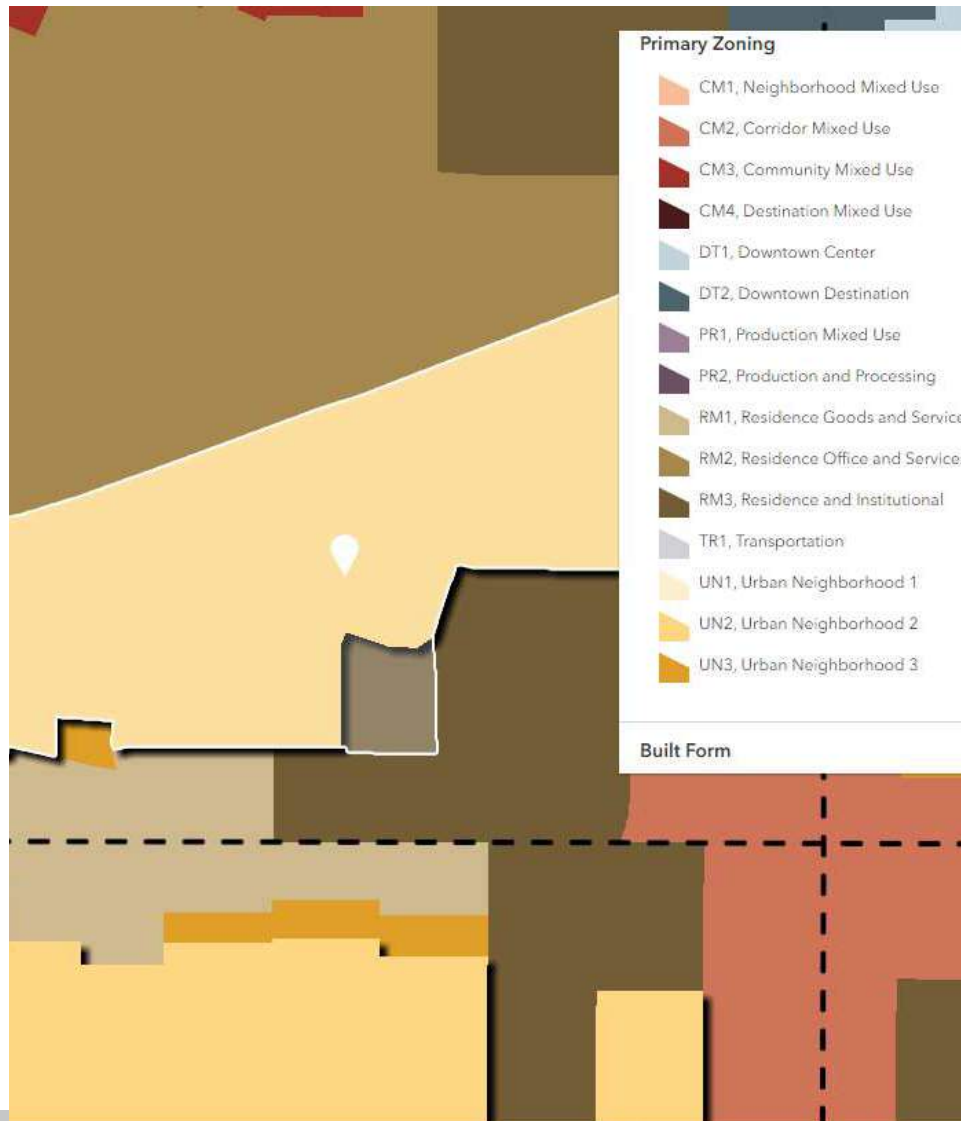 Primary Zoning
CM1, Neighborhood Mixed Use
CM2, Corridor Mixed Use
CM3, Community Mixed Use
CM4, Destination Mixed Use
DT1, Downtown Center
DT2, Downtown Destination
PR1, Production Mixed Use
PR2, Production and Processing
RM1, Residence Goods and Service
RM2, Residence Office and Service
RM3, Residence and Institutional
TR1, Transportation
UN1, Urban Neighborhood 1
UN2, Urban Neighborhood 2
UN3, Urban Neighborhood 3
Built Form